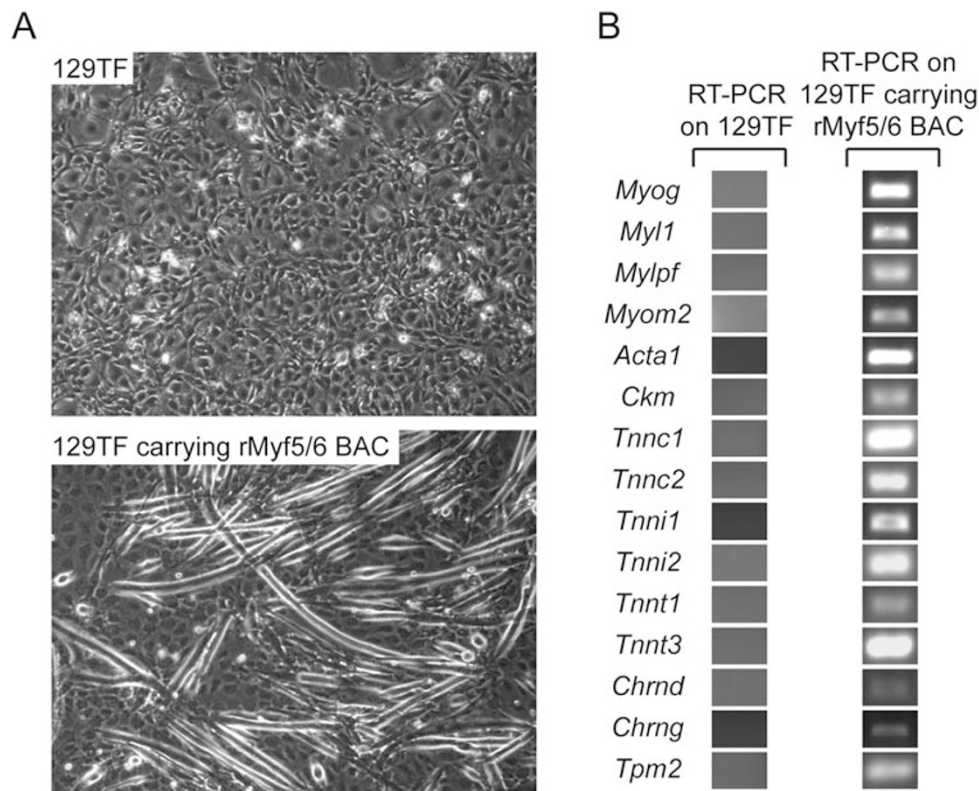 A
129TF
129TF carrying rMyf5/6 BAC
B
RT-PCR
on 129TF
RT-PCR on
129TF carrying
rMyf5/6 BAC
Myog
Myl1
Mylpf
Myom2
Acta1
Ckm
Tnnc1
Tnnc2
Tnni1
Tnni2
Tnnt1
Tnnt3
Chrnd
Chrng
Tpm2